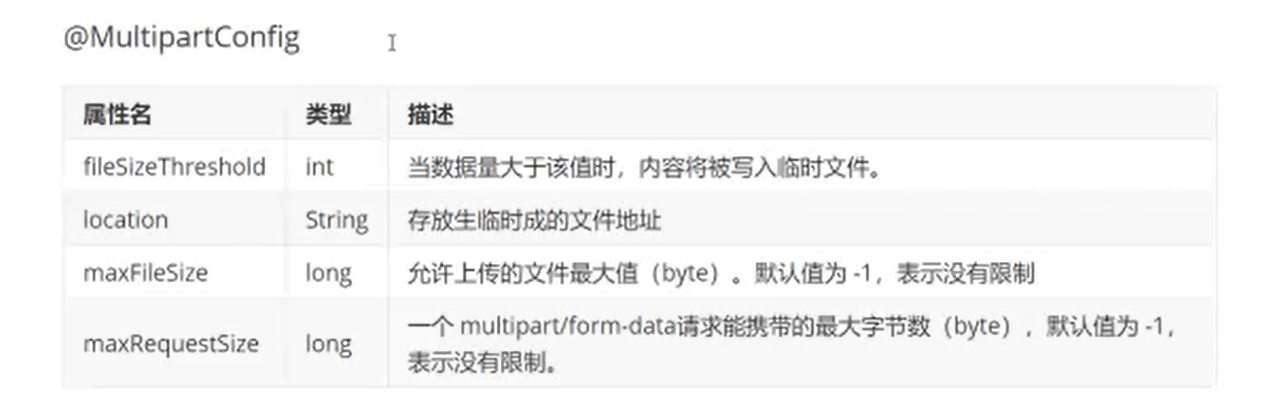 @MultipartConfig
属性名 类型 描述
fileSizeThreshold int 当数据量大于该值时，内容将被写入临时文件。
location String 存放生临时成的文件地址
maxFileSize long 允许上传的文件最大值（byte）。默认值为 -1，表示没有限制
maxRequestSize long 一个 multipart/form-data请求能携带的最大字节数（byte），默认值为 -1，
表示没有限制。